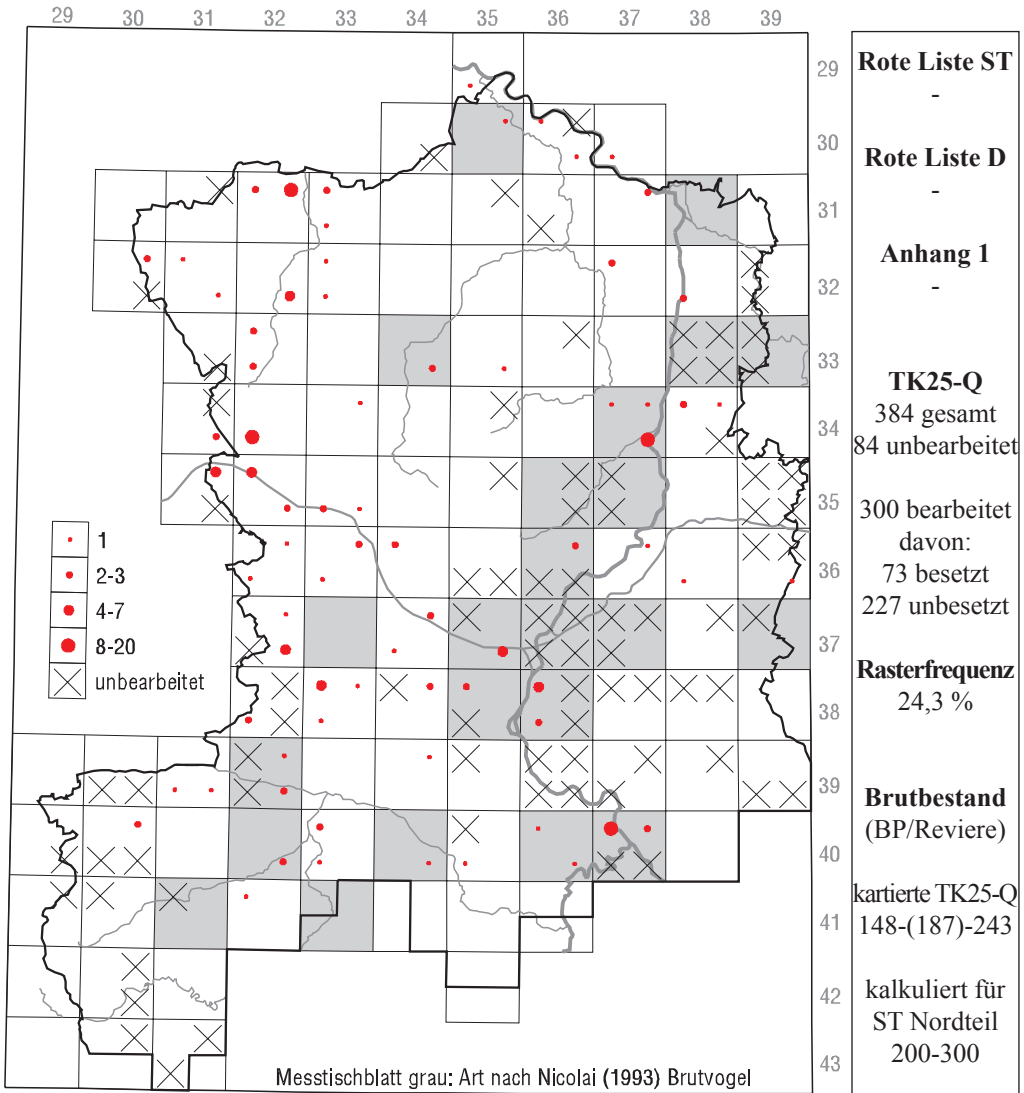 29 30 31 32 33 34 35 36 37 38 39
29
30
31
32
33
34
35
36
37
38
39
40
41
42
43
1
2-3
4-7
8-20
unbearbeitet
Messtischblatt grau: Art nach Nicolai (1993) Brutvogel
Rote Liste ST
-
Rote Liste D
-
Anhang 1
-
TK25-Q
384 gesamt
84 unbearbeitet
300 bearbeitet
davon:
73 besetzt
227 unbesetzt
Rasterfrequenz
24,3 %
Brutbestand
(BP/Reviere)
kartierte TK25-Q
148-(187)-243
kalkuliert für
ST Nordteil
200-300